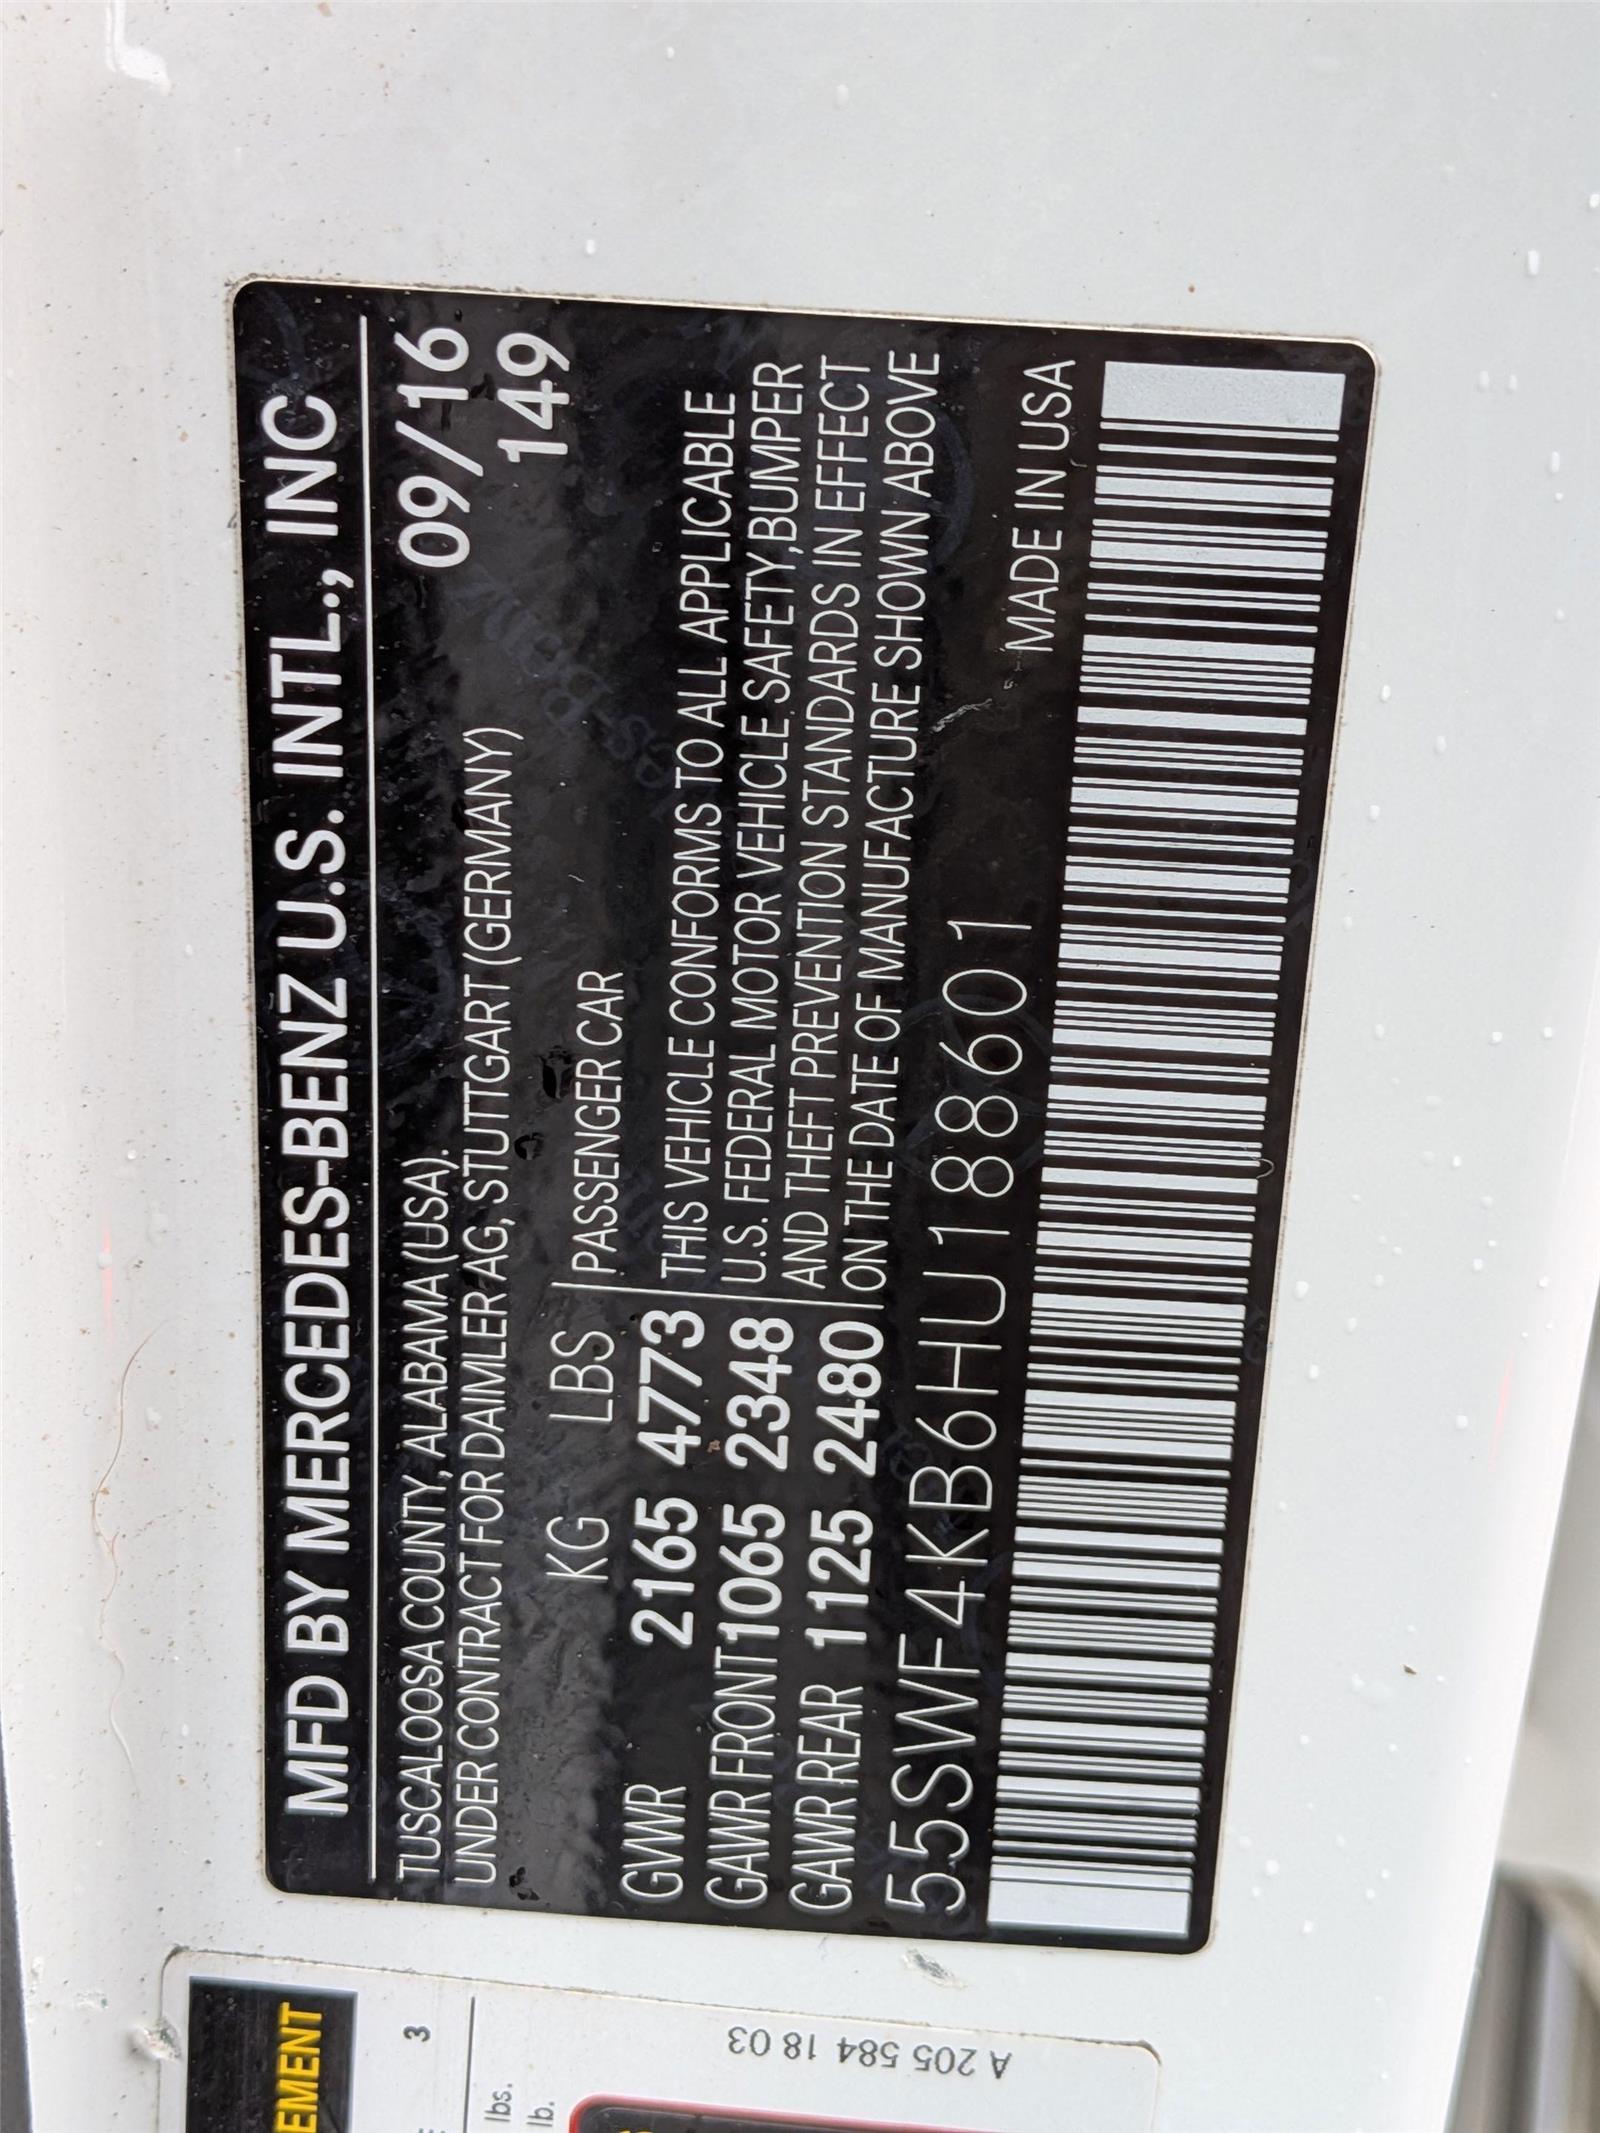 MFD BY MERCEDES-BENZ U.S. INTL., INC
TUSCALOOSA COUNTY, ALABAMA (USA). 09/16
UNDER CONTRACT FOR DAIMLER AG, STUTTGART (GERMANY) 149
KG LBS PASSENGER CAR
GVWR 2165 4773 THIS VEHICLE CONFORMS TO ALL APPLICABLE
GAWR FRONT 1065 2348 U.S. FEDERAL MOTOR VEHICLE SAFETY,BUMPER
GAWR REAR 1125 2480 AND THEFT PREVENTION STANDARDS IN EFFECT
ON THE DATE OF MANUFACTURE SHOWN ABOVE
55SWF4KB6HU188601
MADE IN USA
EMENT
3
lbs.
lb.
A 205 584 18 03